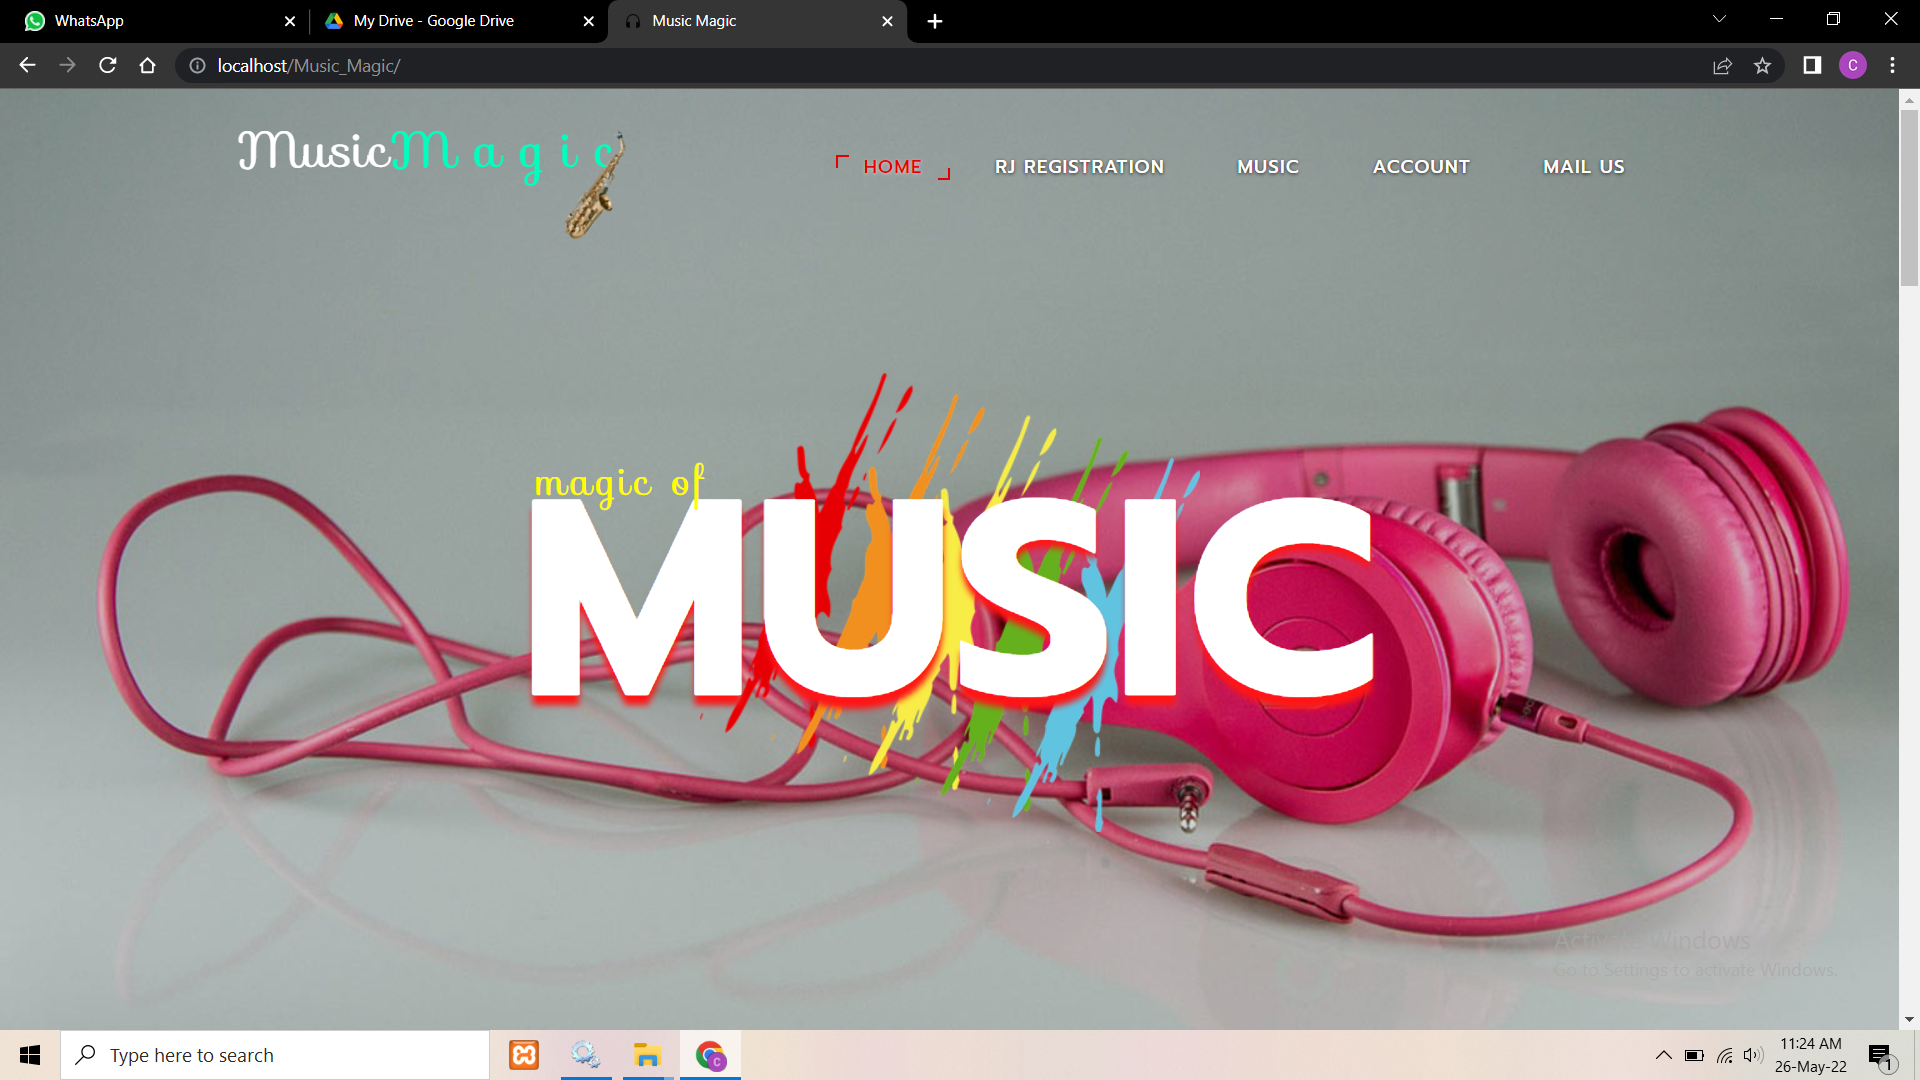 WhatsApp
My Drive - Google Drive
Music Magic
localhost/Music_Magic/
C
MusicMagic
HOME
RJ REGISTRATION
MUSIC
ACCOUNT
MAIL US
magic of
MUSIC
Activate Windows
Go to Settings to activate Windows.
Type here to search
C
11:24 AM
26-May-22
1